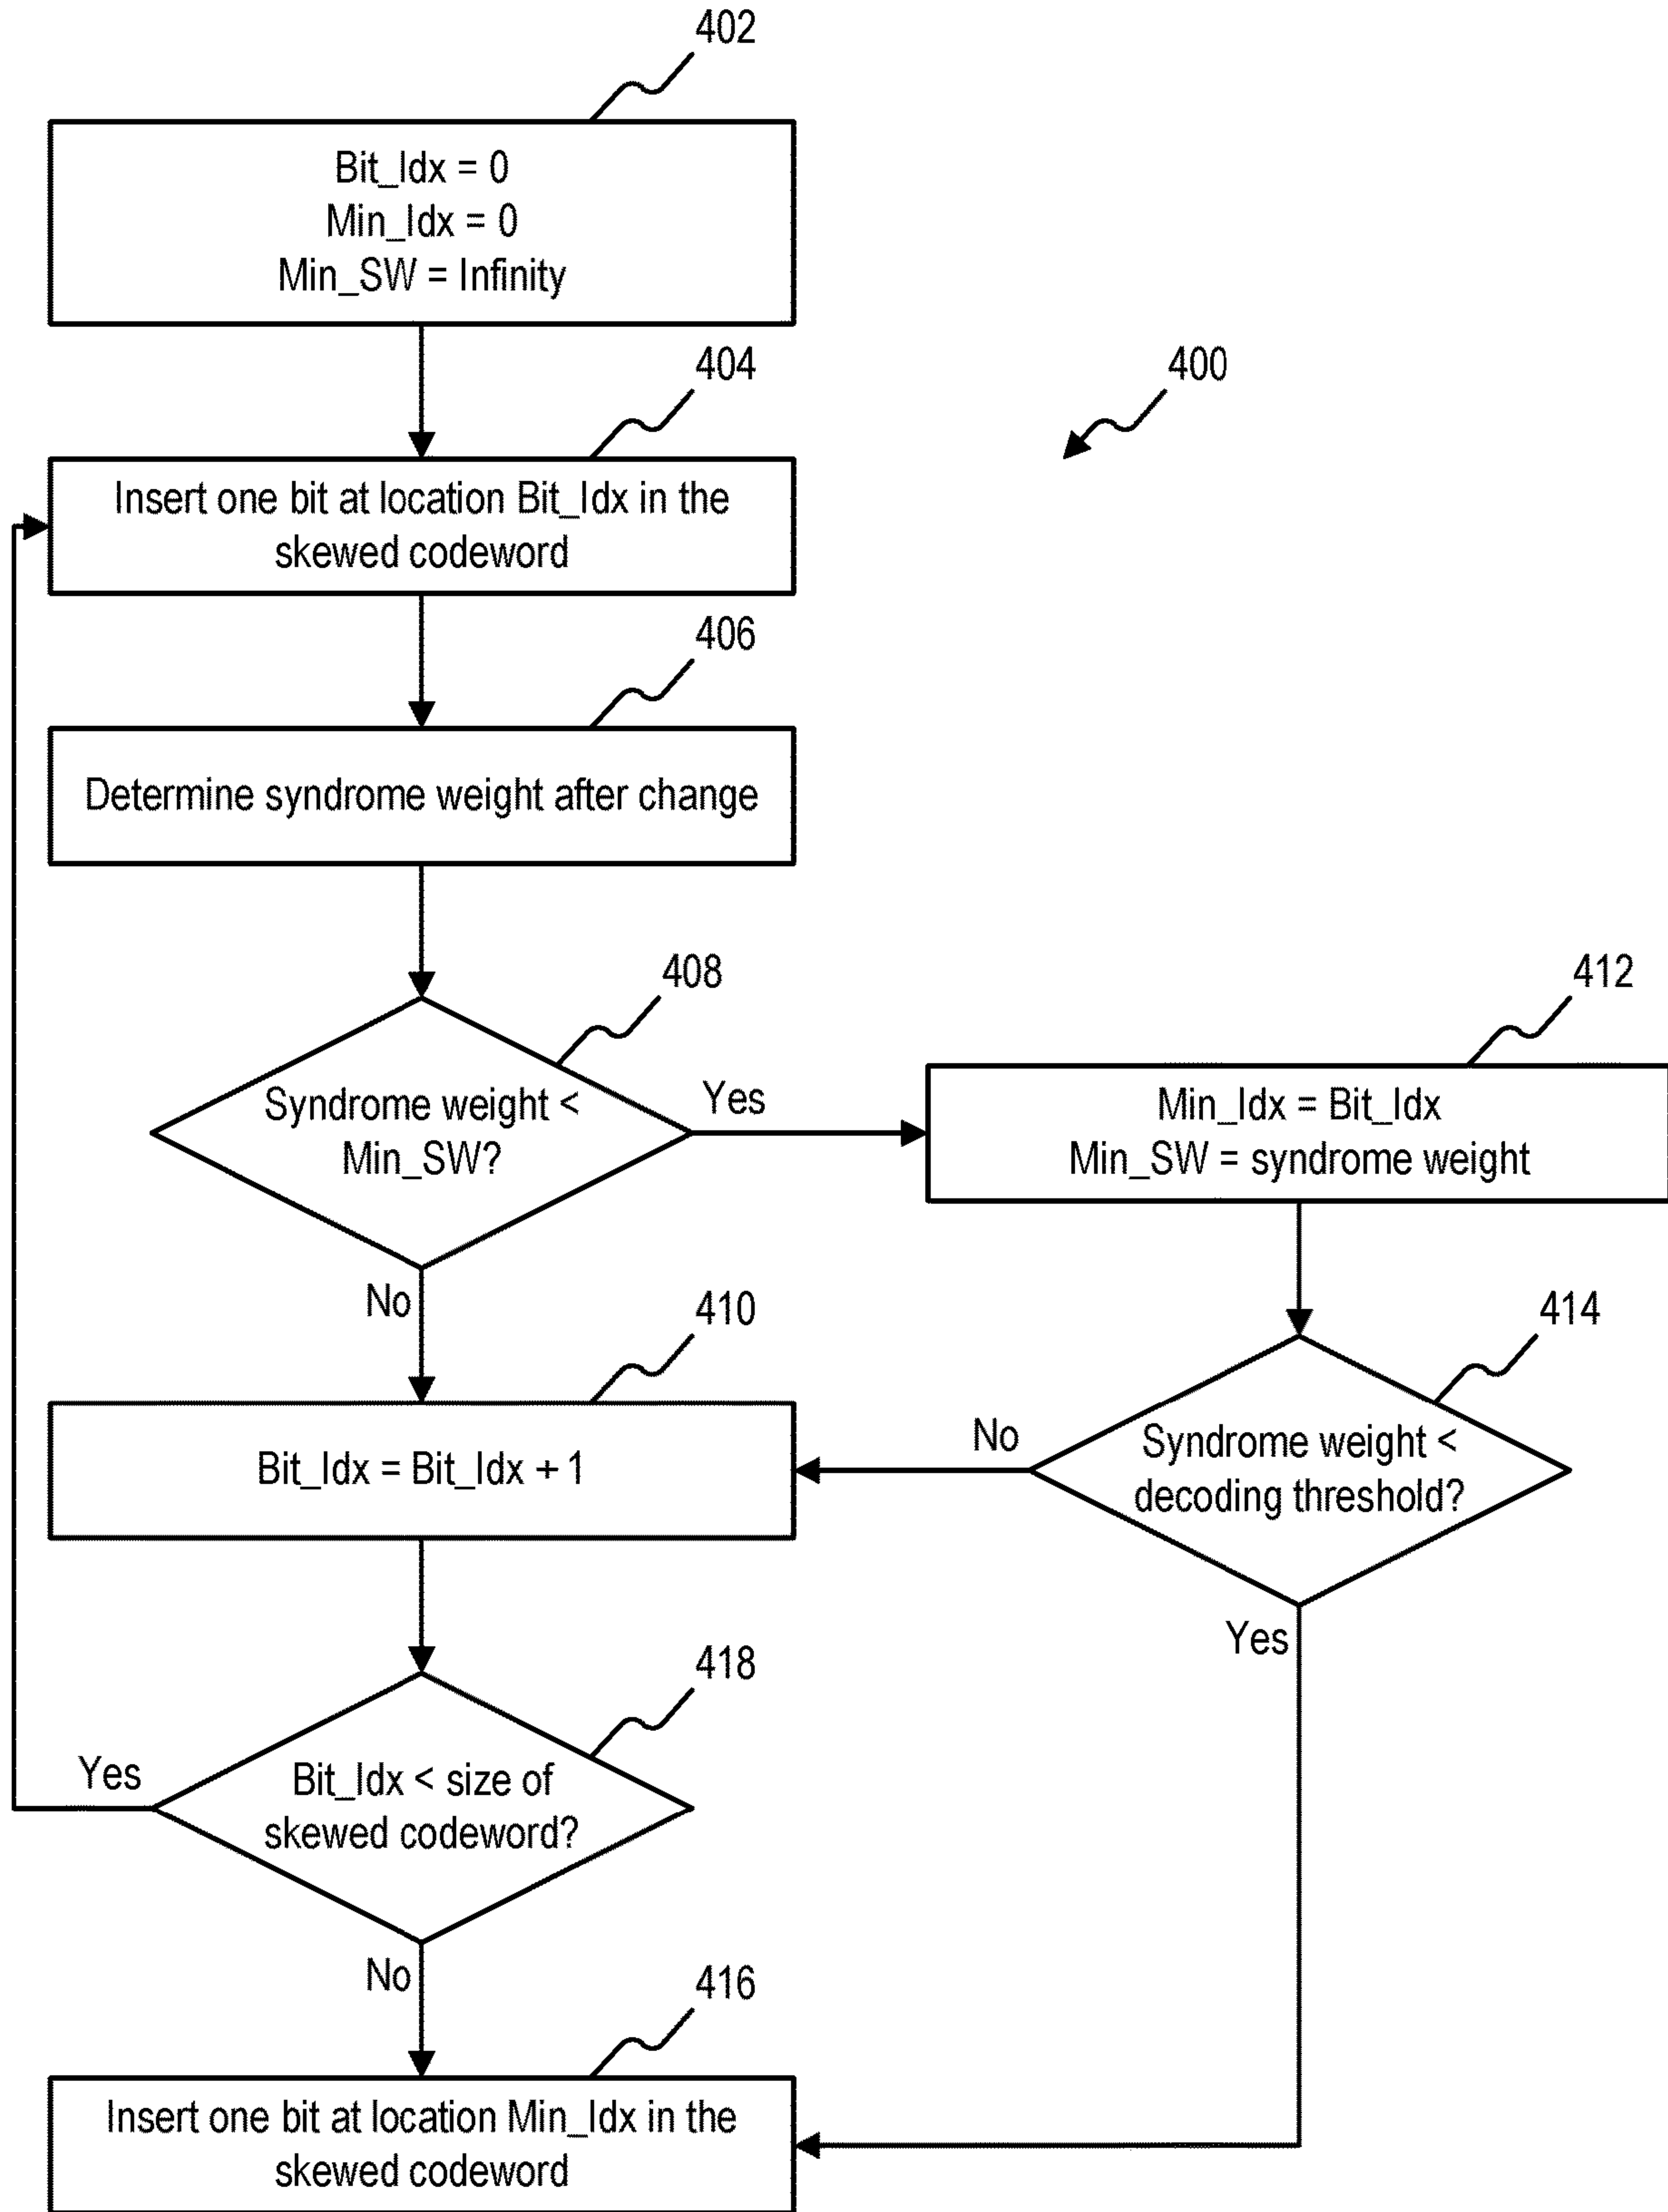 402
Bit_Idx = 0
Min_Idx = 0
Min_SW = Infinity
404
400
Insert one bit at location Bit_Idx in the
skewed codeword
406
Determine syndrome weight after change
408
412
Syndrome weight <
Min_SW?
Yes
Min_Idx = Bit_Idx
Min_SW = syndrome weight
No
410
414
Bit_Idx = Bit_Idx + 1
No
Syndrome weight <
decoding threshold?
Yes
418
Yes
Bit_Idx < size of
skewed codeword?
No
416
Insert one bit at location Min_Idx in the
skewed codeword